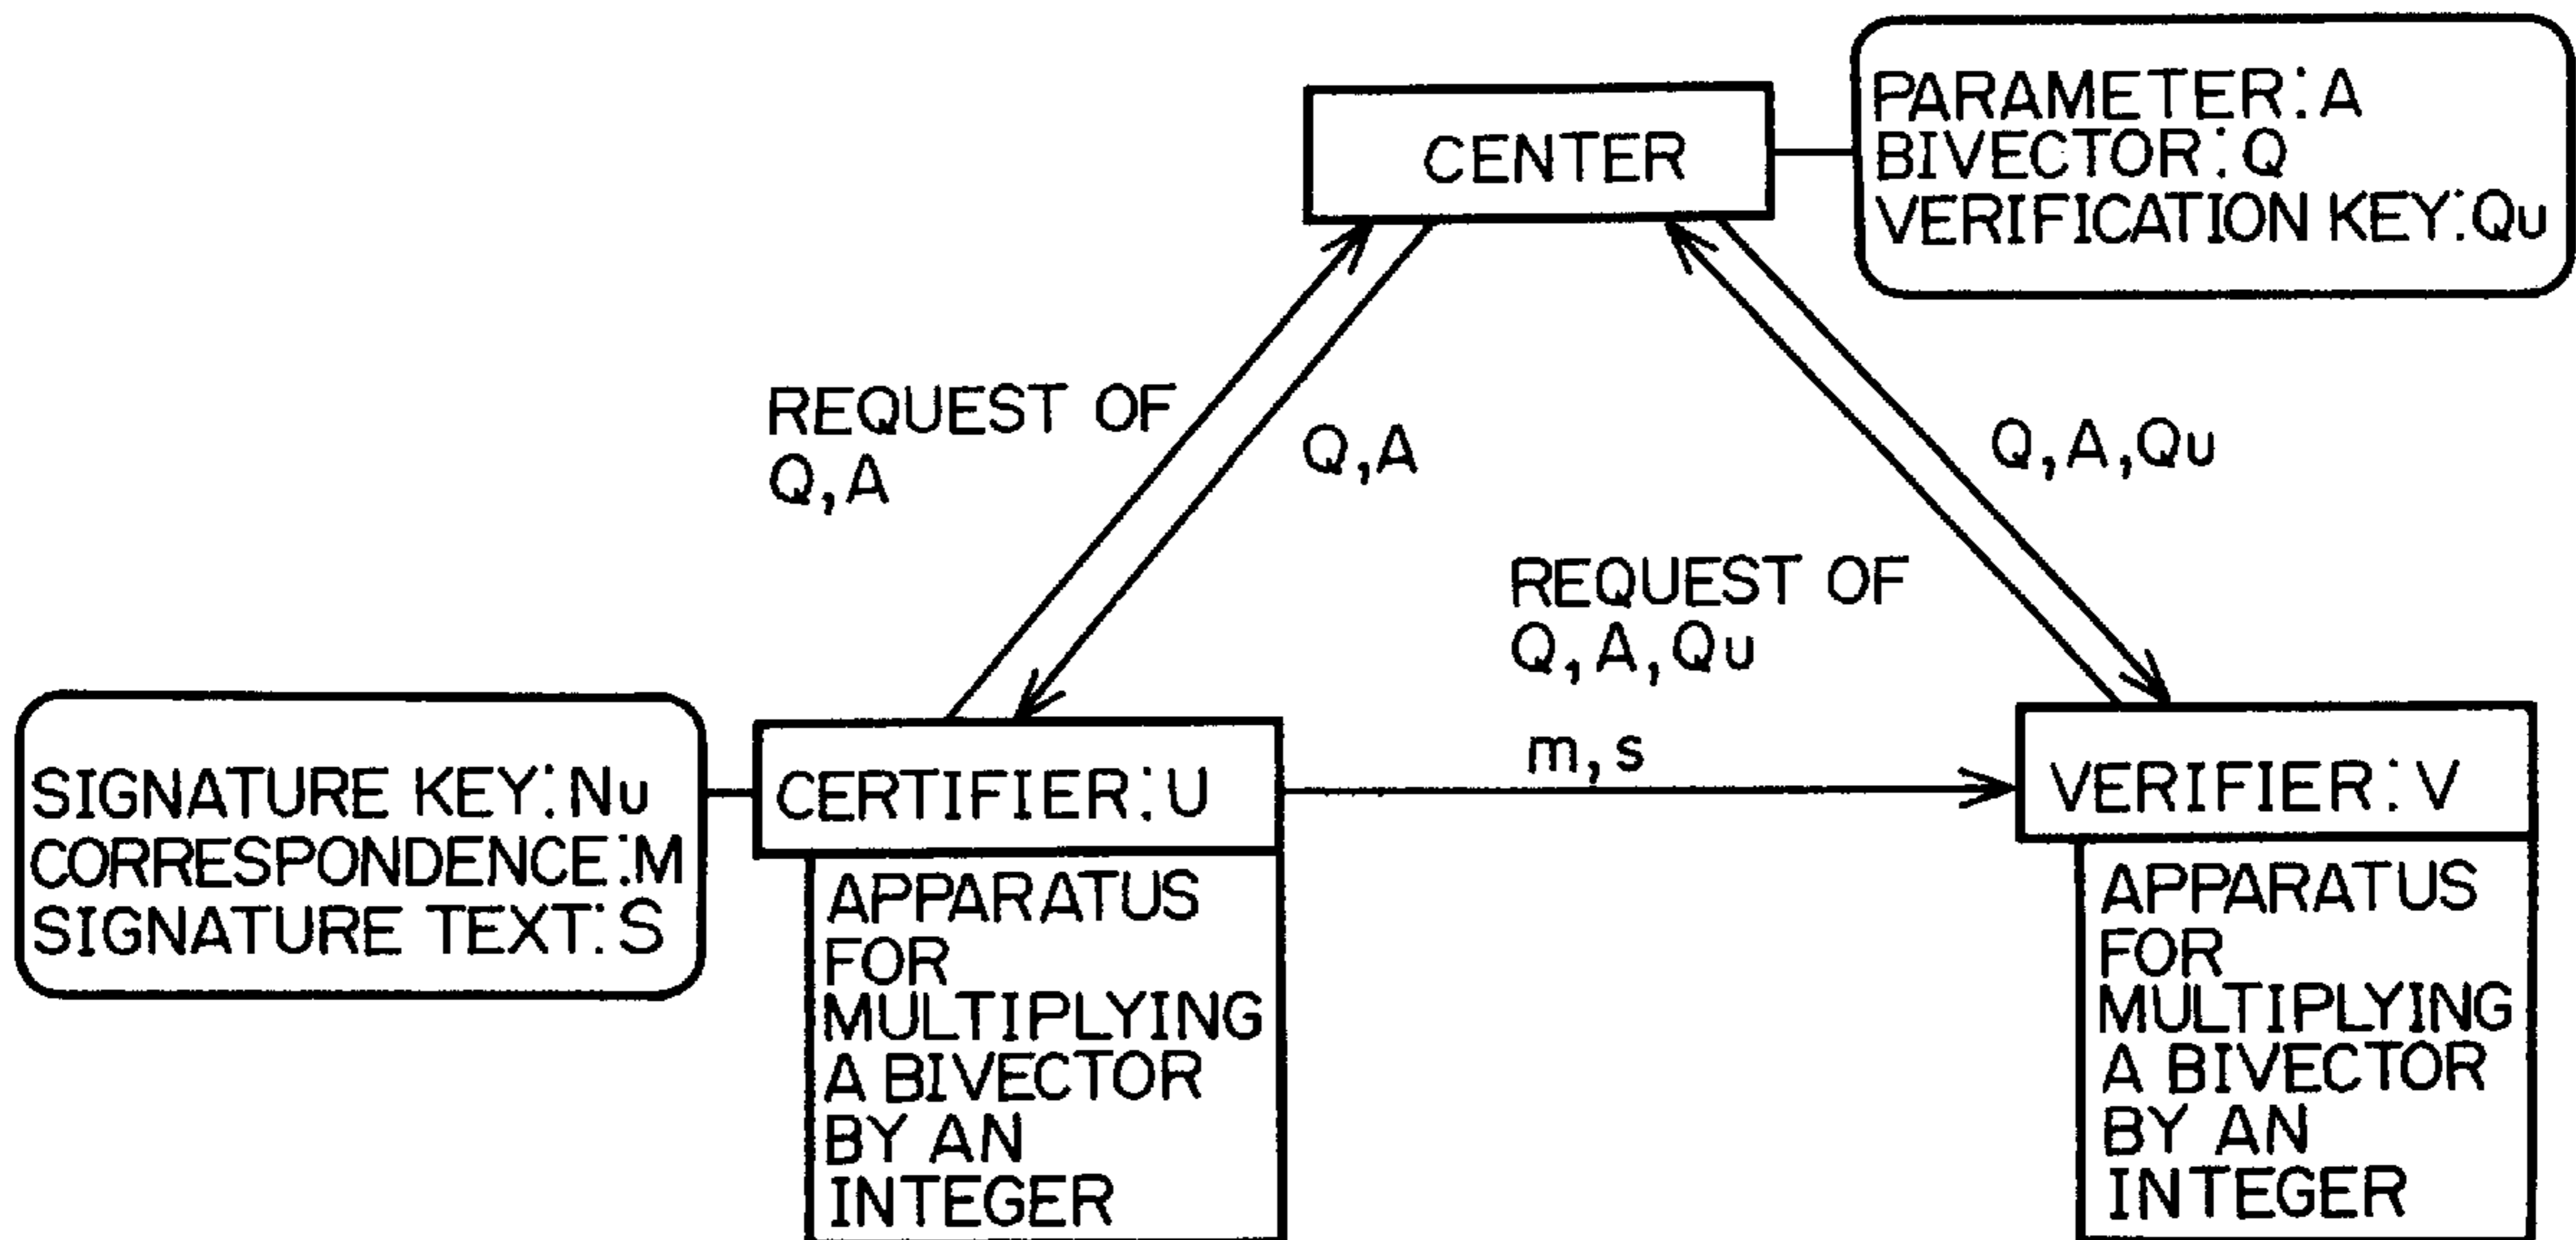 CENTER
PARAMETER:A
BIVECTOR:Q
VERIFICATION KEY:Qu
REQUEST OF
Q,A
Q,A
Q,A,Qu
REQUEST OF
Q,A,Qu
SIGNATURE KEY:Nu
CORRESPONDENCE:M
SIGNATURE TEXT:S
CERTIFIER:U
m,s
VERIFIER:V
APPARATUS
FOR
MULTIPLYING
A BIVECTOR
BY AN
INTEGER
APPARATUS
FOR
MULTIPLYING
A BIVECTOR
BY AN
INTEGER